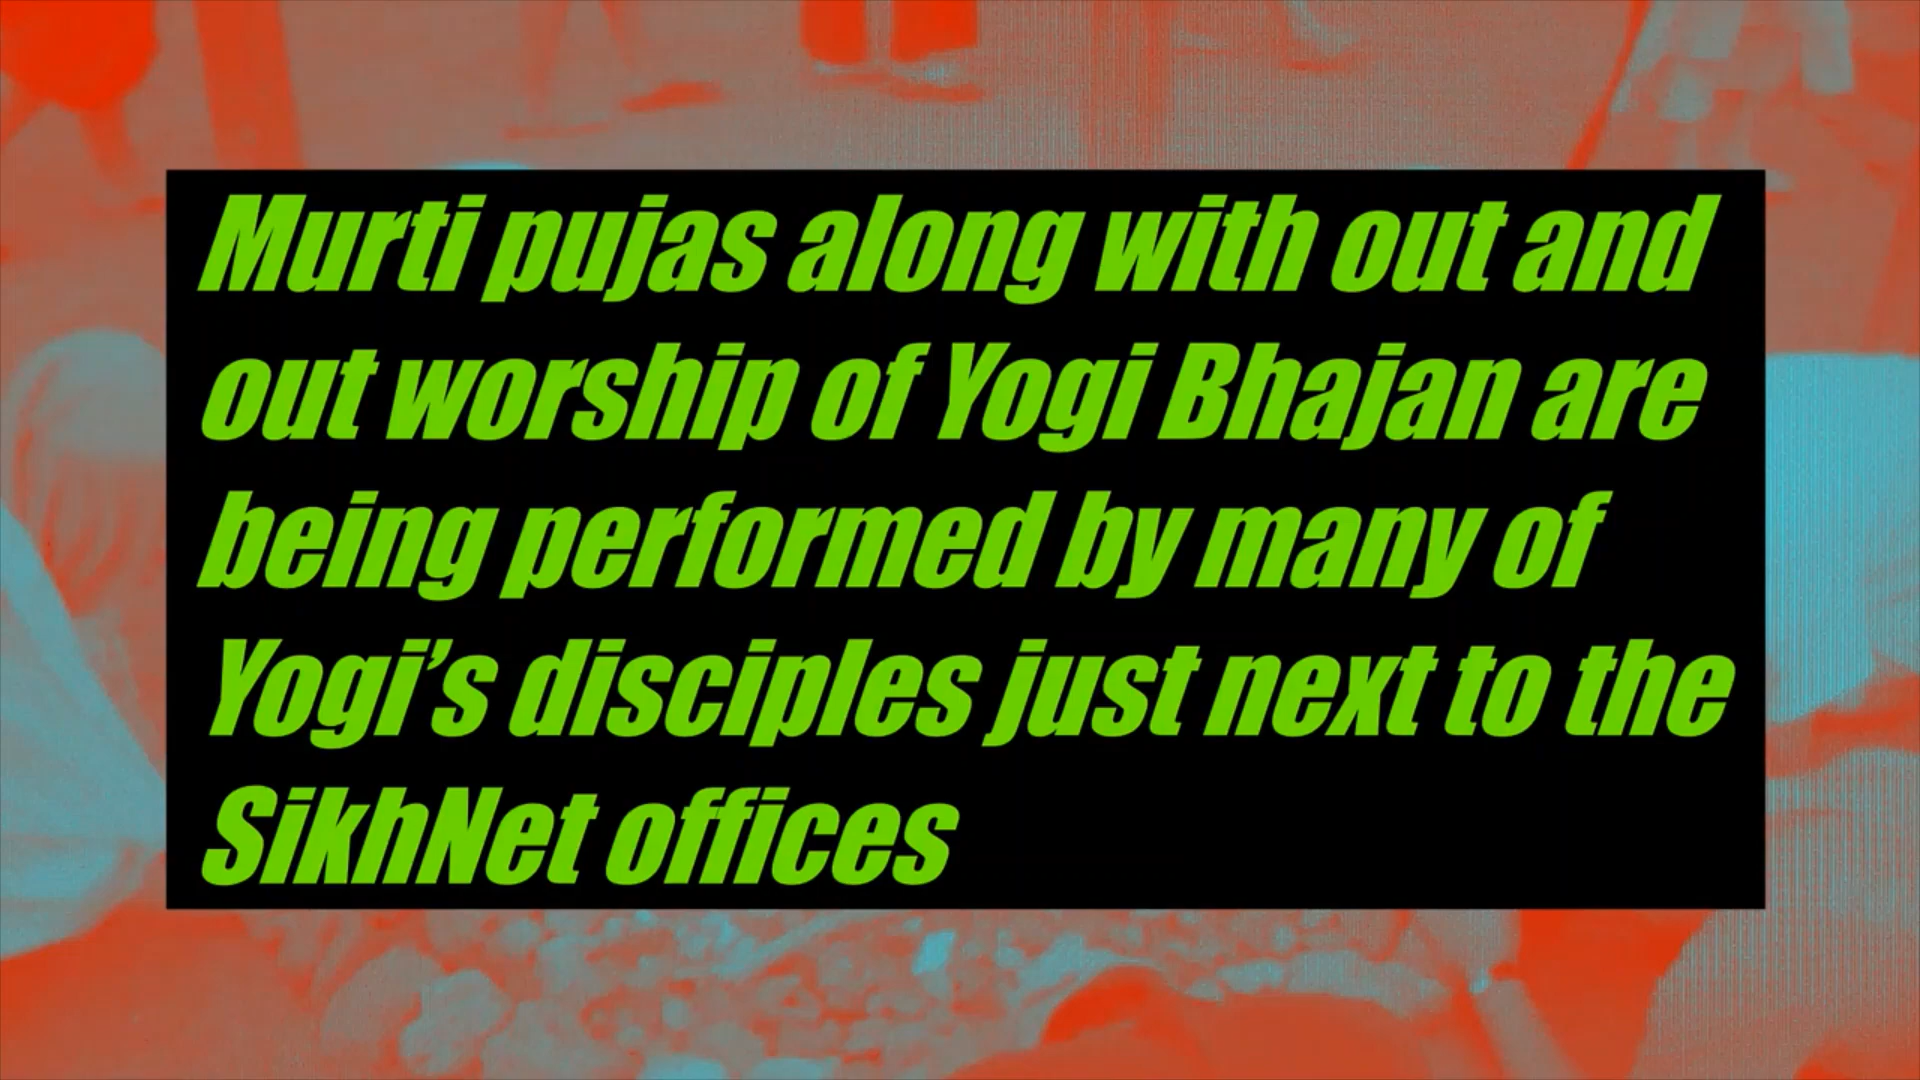 Murti pujas along with out and
out worship of Yogi Bhajan are
being performed by many of
Yogi’s disciples just next to the
SikhNet offices